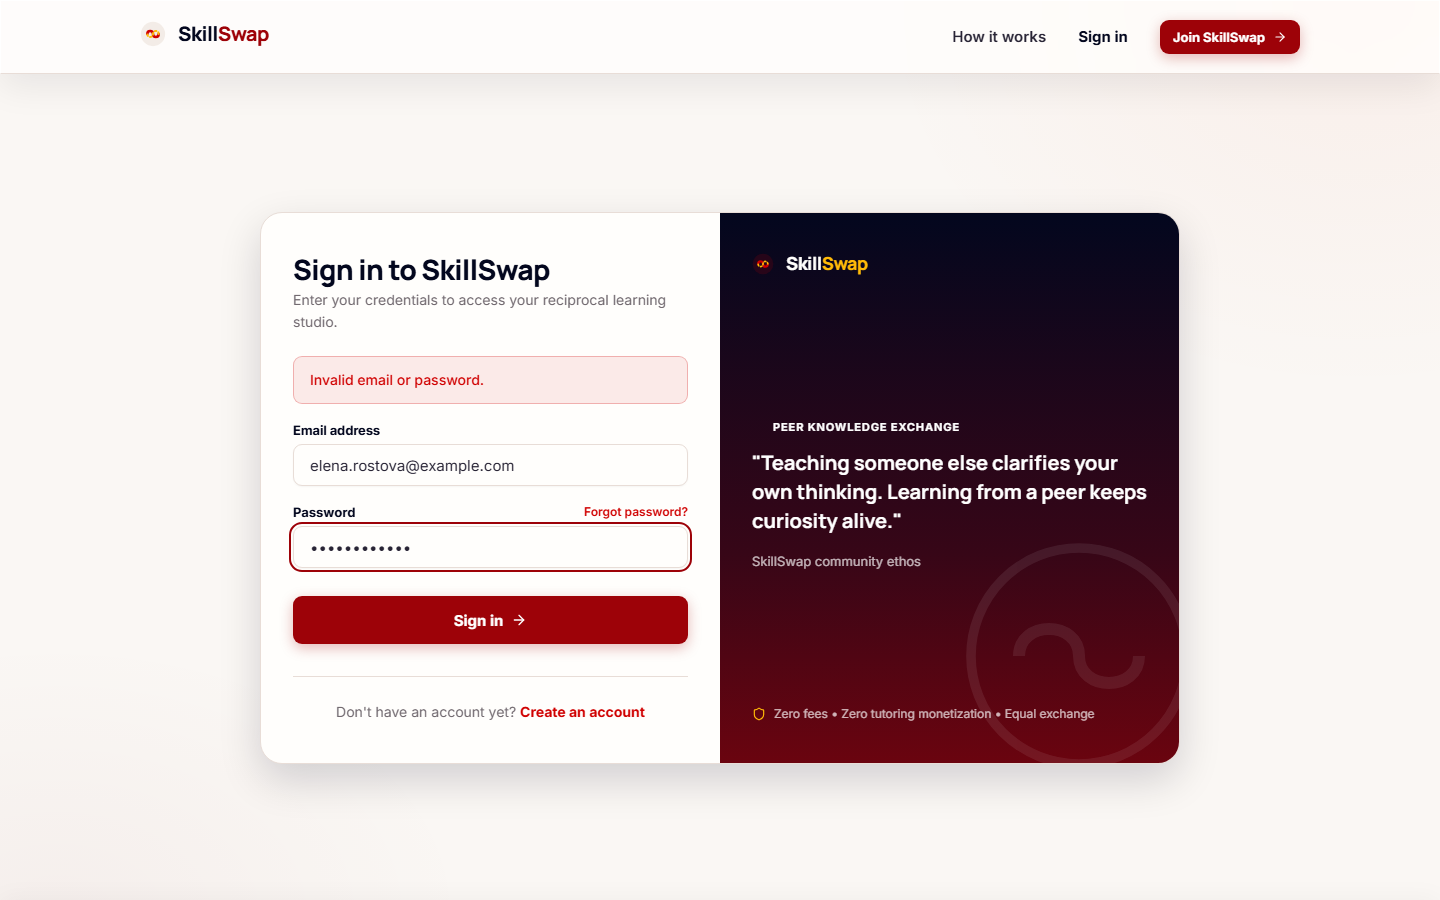 SkillSwap
How it works
Sign in
Join SkillSwap →
Sign in to SkillSwap
Enter your credentials to access your reciprocal learning
studio.
Invalid email or password.
Email address
elena.rostova@example.com
Password
Forgot password?
••••••••••••
Sign in →
Don't have an account yet? Create an account
SkillSwap
PEER KNOWLEDGE EXCHANGE
"Teaching someone else clarifies your
own thinking. Learning from a peer keeps
curiosity alive."
SkillSwap community ethos
Zero fees • Zero tutoring monetization • Equal exchange